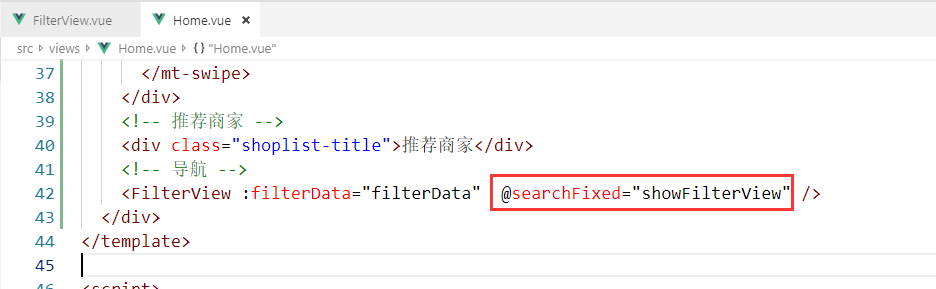 FilterView.vue Home.vue ×
src > views > Home.vue > {} "Home.vue"
37 </mt-swipe>
38 </div>
39 <!-- 推荐商家 -->
40 <div class="shoplist-title">推荐商家</div>
41 <!-- 导航 -->
42 <FilterView :filterData="filterData" @searchFixed="showFilterView" />
43 </div>
44 </template>
45
46 <script>